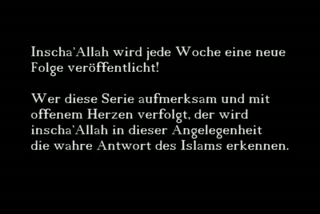 Inscha'Allah wird jede Woche eine neue
Folge veröffentlicht!
Wer diese Serie aufmerksam und mit
offenem Herzen verfolgt, der wird
inscha'Allah in dieser Angelegenheit
die wahre Antwort des Islams erkennen.